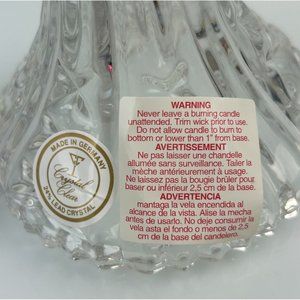 MADE IN GERMANY
Crystal
Clear
24% LEAD CRYSTAL
WARNING
Never leave a burning candle
unattended. Trim wick prior to use.
Do not allow candle to burn to
bottom or lower than 1" from base.
AVERTISSEMENT
Ne pas laisser une chandelle
allumée sans surveillance. Tailer la
mèche antérieurement à usage.
Ne laissez pas la bougie brûler pour
baser ou inférieur 2,5 cm de la base.
ADVERTENCIA
mantaga la vela encendida al
alcance de la vista. Alise la mecha
antes de usarlo. No deje consumir la
vela asta el fondo o menos de 2,5
cm de la base del candelero.